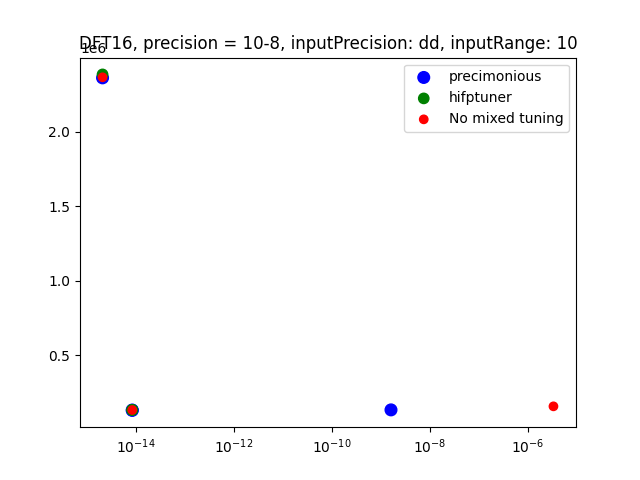 DFT16, precision = 10-8, inputPrecision: dd, inputRange: 10
1e6
precimonious
hifptuner
No mixed tuning
2.0
1.5
1.0
0.5
10⁻¹⁴ 10⁻¹² 10⁻¹⁰ 10⁻⁸ 10⁻⁶